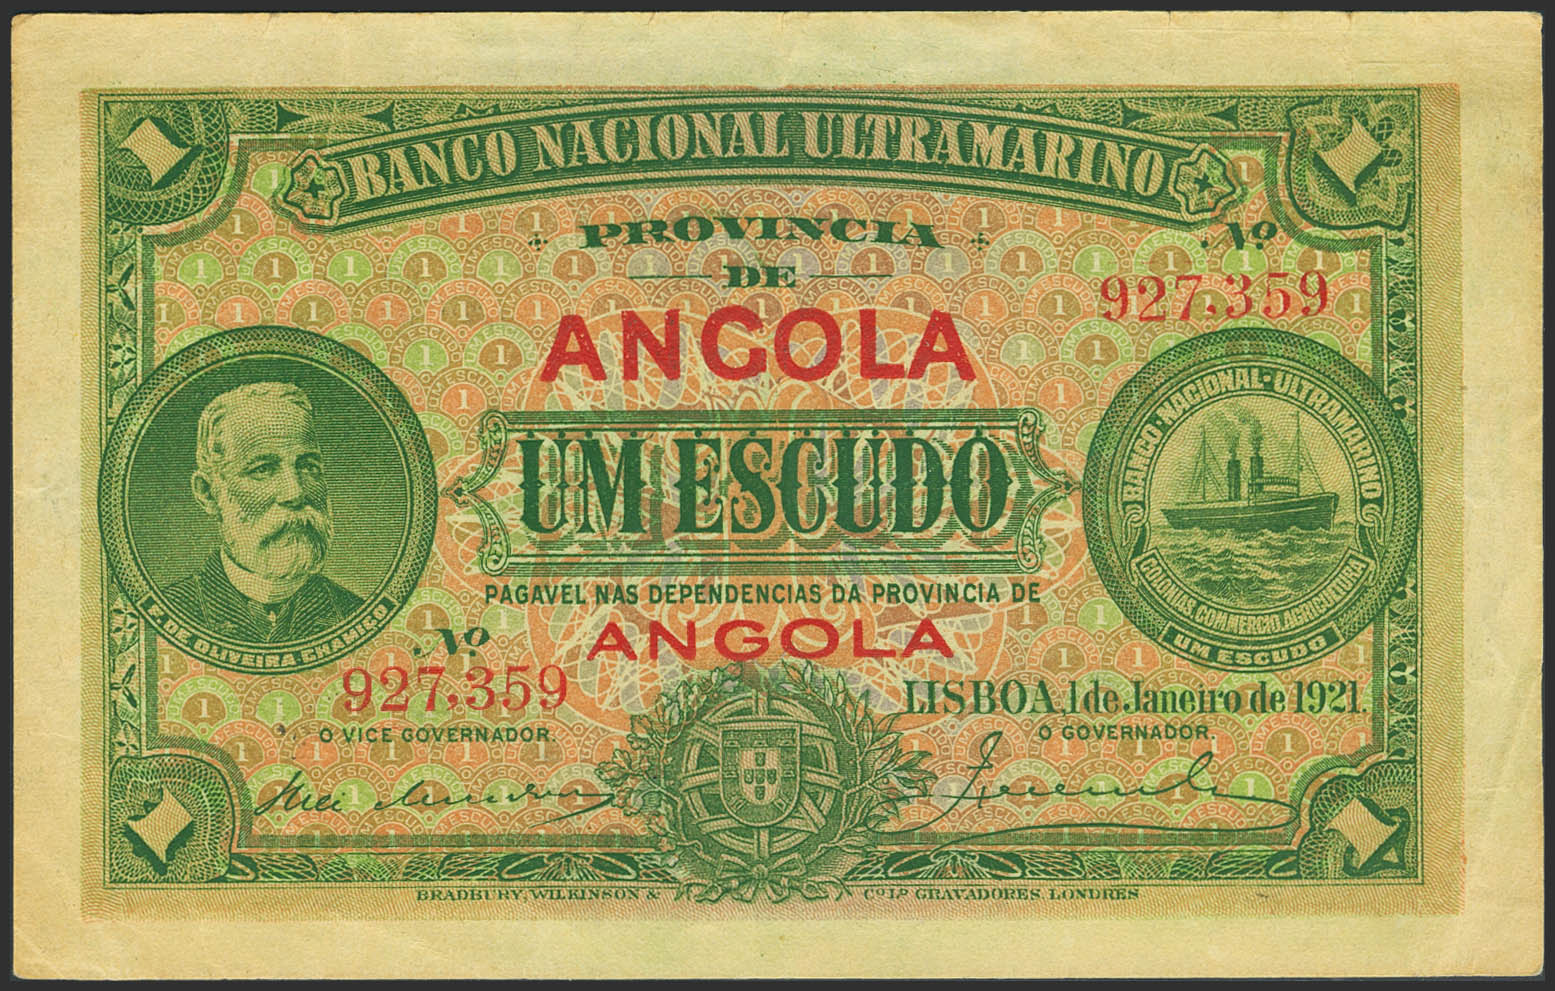 BANCO NACIONAL ULTRAMARINO
PROVINCIA
DE
ANGOLA
Nº
927,359
UM ESCUDO
BANCO·NACIONAL·ULTRAMARINO
COLONIAS, COMMERCIO, AGRICULTURA
UM ESCUDO
F. DE OLIVEIRA CHAMIÇO
PAGAVEL NAS DEPENDENCIAS DA PROVINCIA DE
ANGOLA
Nº
927,359
LISBOA, 1 de Janeiro de 1921.
O VICE GOVERNADOR.
O GOVERNADOR.
BRADBURY, WILKINSON & Cº Lº GRAVADORES, LONDRES